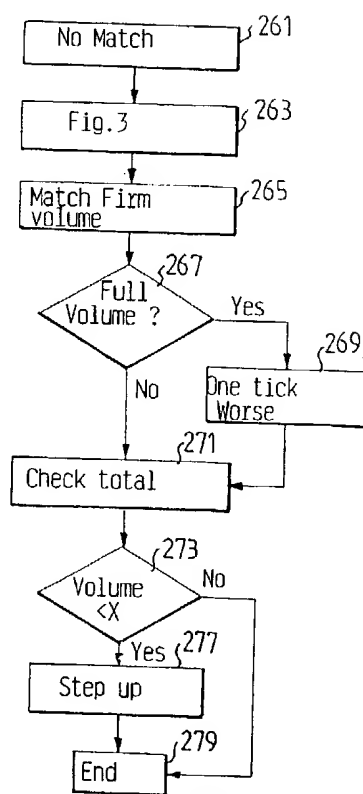 No Match
261
Fig.3
263
Match Firm
volume
265
267
Full
Volume ?
Yes
No
269
One tick
Worse
271
Check total
273
Volume
<X
No
Yes
277
Step up
279
End